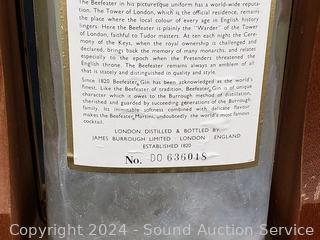 The Beefeater in his picturesque uniform has a world-wide reputa-
tion. The Tower of London, which is the official residence, remains
the place where the local colour of every age in English history
lingers. Here the Beefeater is plainly the "Warder" of the Tower
of London, faithful to Tudor masters. At ten each night the Cere-
mony of the Keys, when the royal ownership is challenged and
declared, brings back the memory of many monarchs, and relates
especially to the epoch when the Pretenders threatened the
English throne. The Beefeater remains always an emblem of all
that is stately and distinguished in quality and style.
Since 1820 Beefeater Gin has been acknowledged as the world's
finest. Like the Beefeater of tradition, Beefeater Gin is of unique
character which it owes to the Burrough method of distillation,
cherished and guarded by succeeding generations of the Burrough
family. Its inimitable softness combined with delicate flavour
makes the Beefeater Martini, undoubtedly the world's most famous
cocktail.
LONDON DISTILLED & BOTTLED BY
JAMES BURROUGH LIMITED LONDON ENGLAND
ESTABLISHED 1820
No. DO 636048
Copyright 2024 - Sound Auction Service